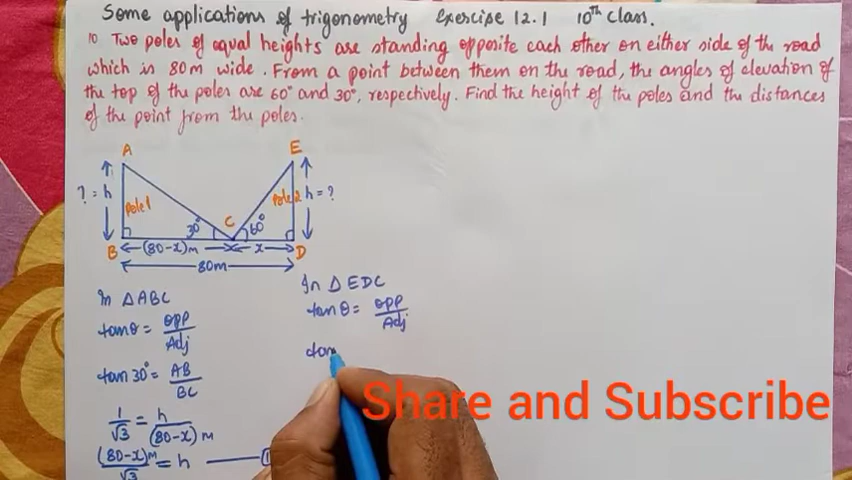 Some applications of trigonometry Exercise 12.1 10th class.
10 Two poles of equal heights are standing opposite each other on either side of the road
which is 80m wide. From a point between them on the road, the angles of elevation of
the top of the poles are 60° and 30°, respectively. Find the height of the poles and the distances
of the point from the poles.
A E
? = h Pole 1 Pole 2 h = ?
30° C 60°
B (80-x)m x D
80m
In △ ABC
tanθ = opp/Adj
tan 30° = AB/BC
1/√3 = h/(80-x) m
(80-x)m/√3 = h ——— 1
In △ EDC
tanθ = opp/Adj
tan
Share and Subscribe